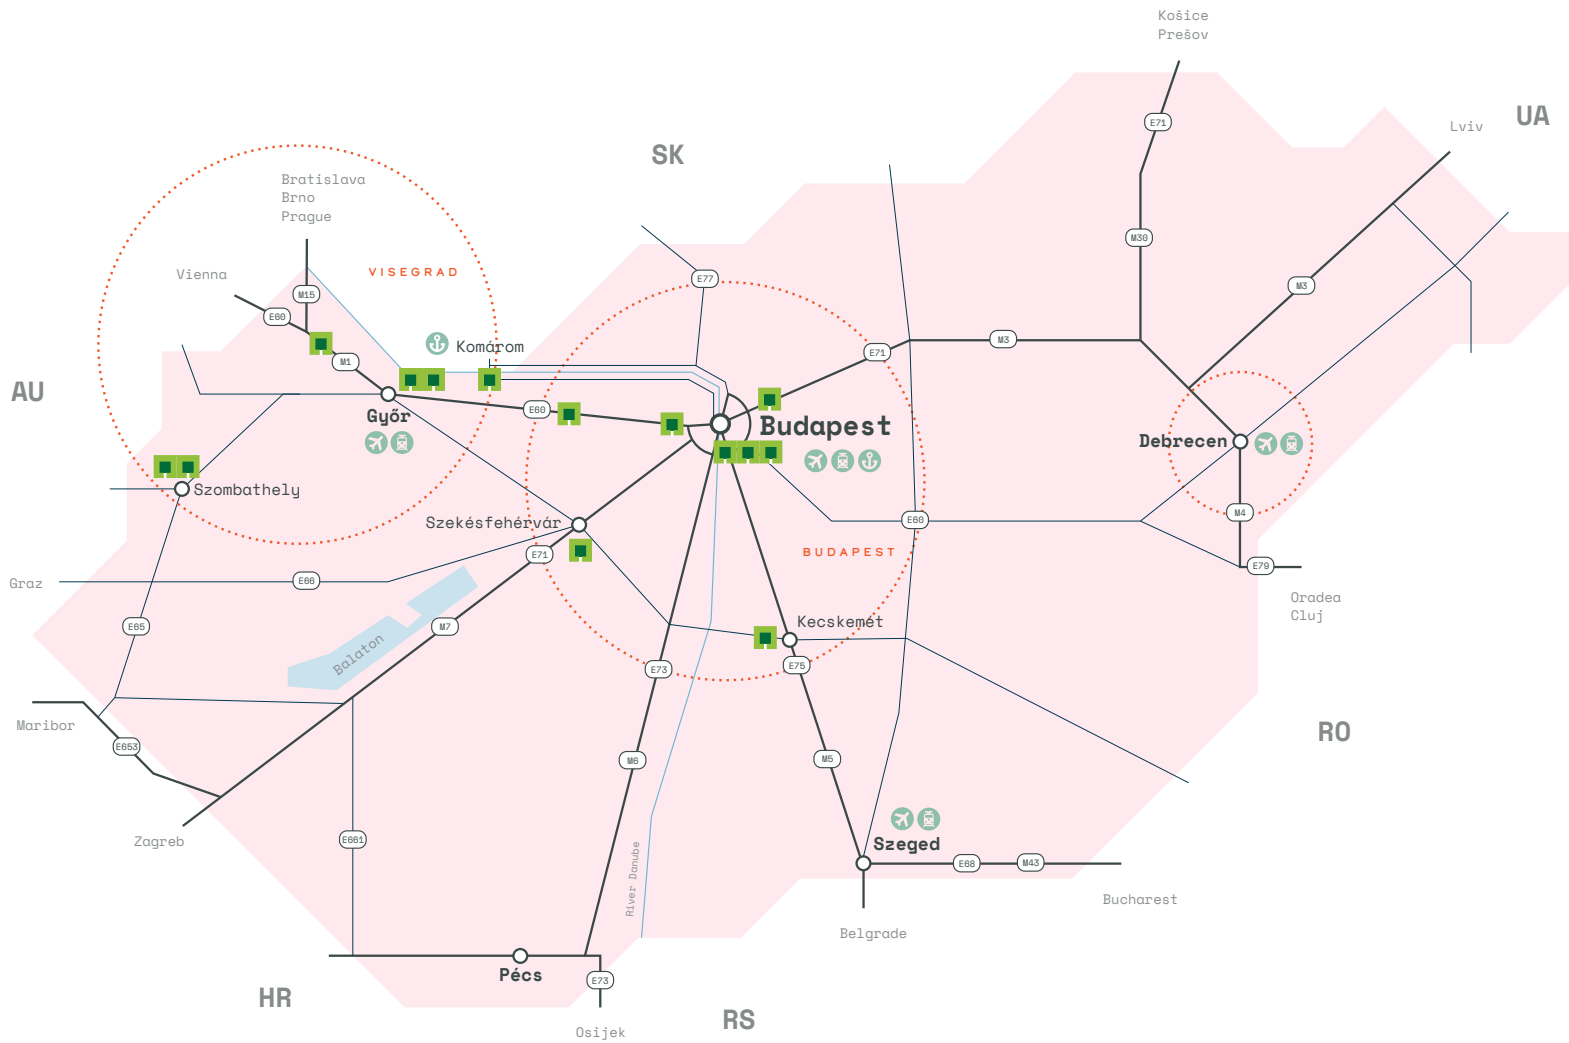 Košice
Prešov
UA
Lviv
E71
SK
Bratislava
Brno
Prague
M30
VISEGRAD
Vienna
E77
M3
M15
E60
Komárom
M3
E71
M1
AU
Győr
E60
Budapest
Debrecen
Szombathely
M4
Szekésfehérvár
E60
E71
BUDAPEST
E79
Graz
E66
Oradea
Cluj
E65
M7
Kecskemét
Balaton
E75
E73
Maribor
RO
E653
M6
M5
Zagreb
E661
Szeged
River Danube
E68
M43
Bucharest
Belgrade
Pécs
E73
HR
RS
Osijek